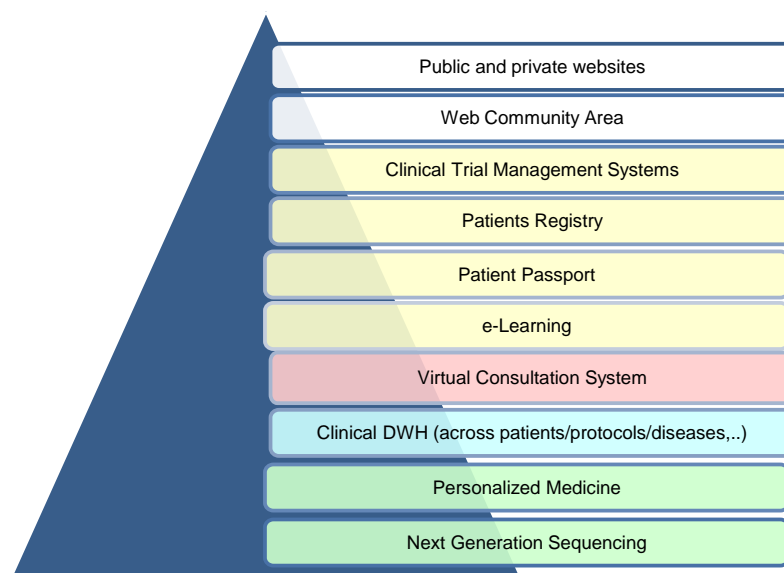 Public and private websites
Web Community Area
Clinical Trial Management Systems
Patients Registry
Patient Passport
e-Learning
Virtual Consultation System
Clinical DWH (across patients/protocols/diseases,..)
Personalized Medicine
Next Generation Sequencing